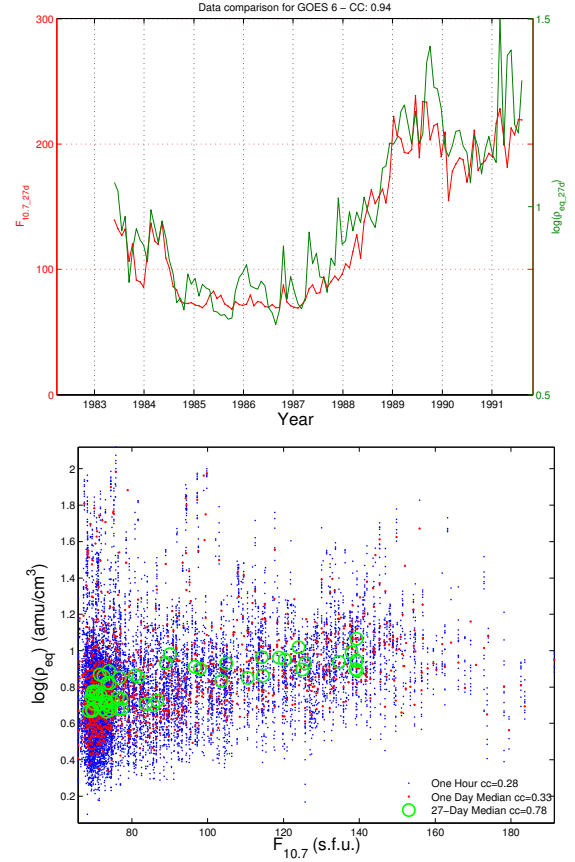 Data comparison for GOES 6 − CC: 0.94
300
200
100
0
F10.7_27d
1.5
1
0.5
log(ρeq_27d)
1983 1984 1985 1986 1987 1988 1989 1990 1991
Year
2
1.8
1.6
1.4
1.2
1
0.8
0.6
0.4
0.2
log(ρeq) (amu/cm3)
One Hour cc=0.28
One Day Median cc=0.33
27−Day Median cc=0.78
80 100 120 140 160 180
F10.7 (s.f.u.)